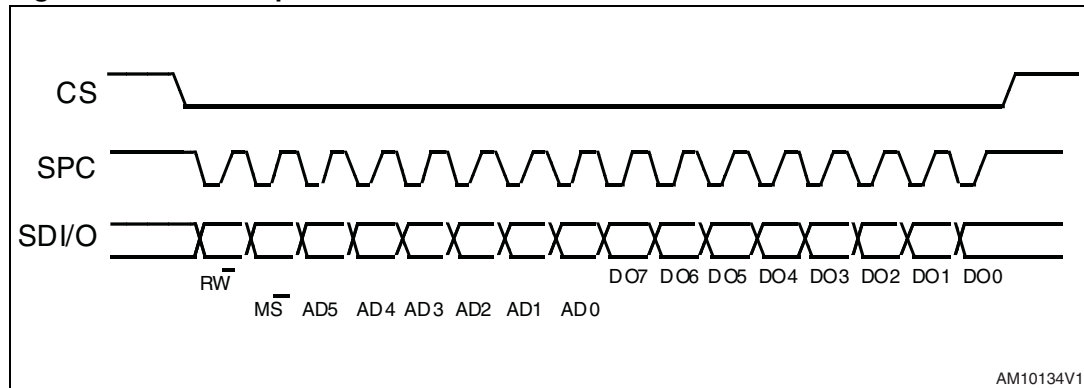 CS
SPC
SDI/O
RW
DO7 DO6 DO5 DO4 DO3 DO2 DO1 DO0
MS AD5 AD4 AD3 AD2 AD1 AD0
AM10134V1